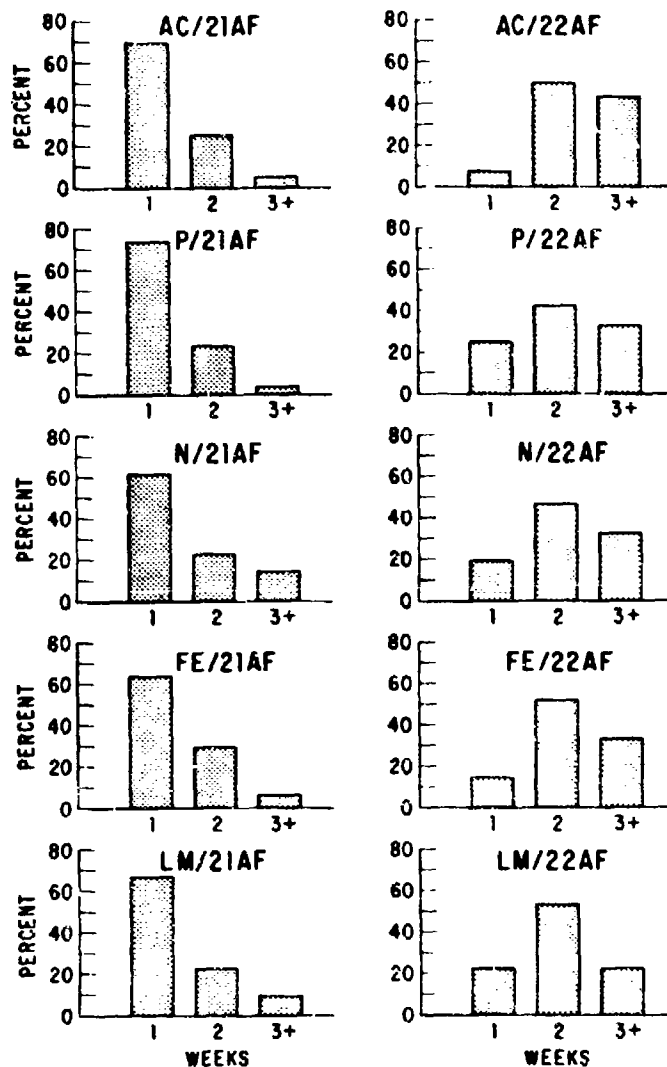 AC/21AF
PERCENT
80
60
40
20
0
1 2 3+
AC/22AF
80
60
40
20
0
1 2 3+
P/21AF
PERCENT
80
60
40
20
0
1 2 3+
P/22AF
80
60
40
20
0
1 2 3+
N/21AF
PERCENT
80
60
40
20
0
1 2 3+
N/22AF
80
60
40
20
0
1 2 3+
FE/21AF
PERCENT
80
60
40
20
0
1 2 3+
FE/22AF
80
60
40
20
0
1 2 3+
LM/21AF
PERCENT
80
60
40
20
0
1 2 3+
WEEKS
LM/22AF
80
60
40
20
0
1 2 3+
WEEKS